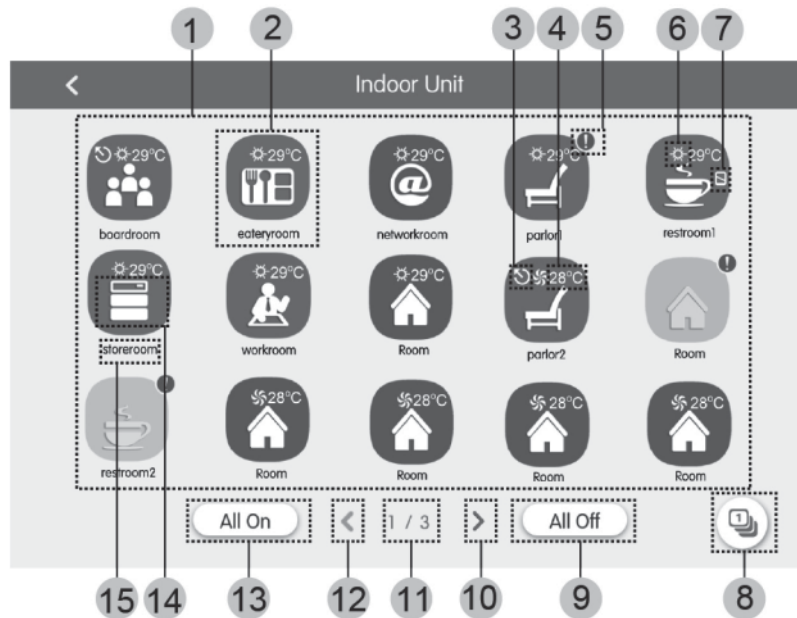 1 2 3 4 5 6 7
Indoor Unit
29°C 29°C 29°C 29°C 29°C
boardroom eateryroom networkroom parlor1 restroom1
29°C 29°C 29°C 28°C
storeroom workroom Room parlor2 Room
28°C 28°C 28°C 28°C
restroom2 Room Room Room Room
All On 1 / 3 All Off 1
15 14 13 12 11 10 9 8